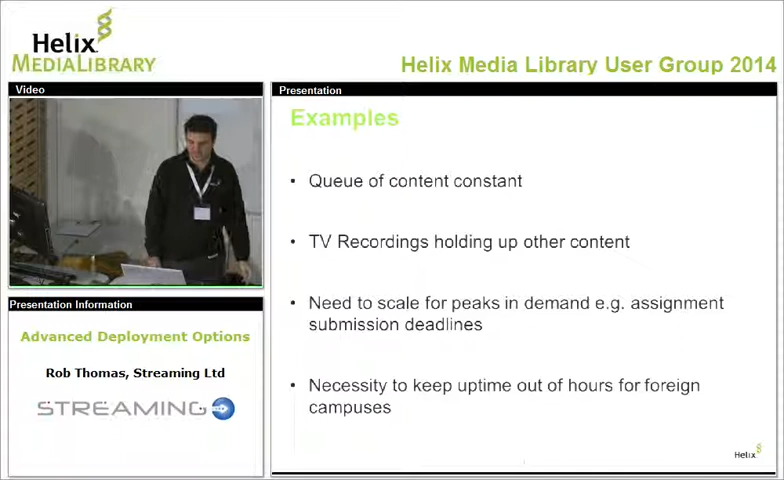 Helix
MEDIALIBRARY
Helix Media Library User Group 2014
Video
Presentation Information
Advanced Deployment Options
Rob Thomas, Streaming Ltd
STREAMING
Presentation
Examples
• Queue of content constant
• TV Recordings holding up other content
• Need to scale for peaks in demand e.g. assignment
submission deadlines
• Necessity to keep uptime out of hours for foreign
campuses
Helix